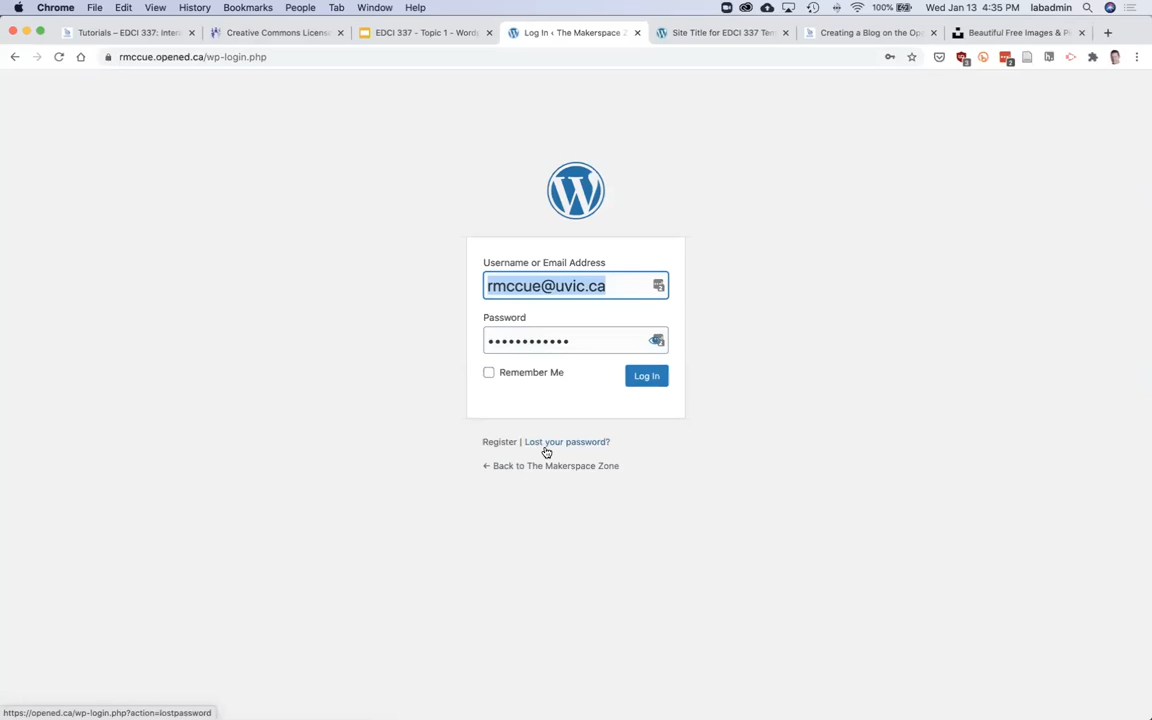 Chrome File Edit View History Bookmarks People Tab Window Help 100% Wed Jan 13 4:35 PM labadmin
Tutorials – EDCI 337: Inter Creative Commons License EDCI 337 - Topic 1 - Wordp Log In ‹ The Makerspace Z Site Title for EDCI 337 Tem Creating a Blog on the Ope Beautiful Free Images & Pi
rmccue.opened.ca/wp-login.php
Username or Email Address
rmccue@uvic.ca
Password
••••••••••••
Remember Me Log In
Register | Lost your password?
← Back to The Makerspace Zone
https://opened.ca/wp-login.php?action=lostpassword